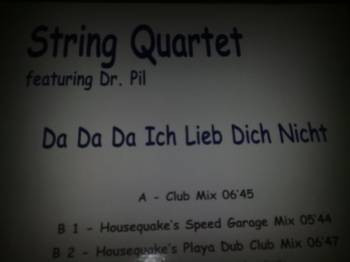 String Quartet
featuring Dr. Pil
Da Da Da Ich Lieb Dich Nicht
A - Club Mix 06'45
B 1 - Housequake's Speed Garage Mix 05'44
B 2 - Housequake's Playa Dub Club Mix 06'47